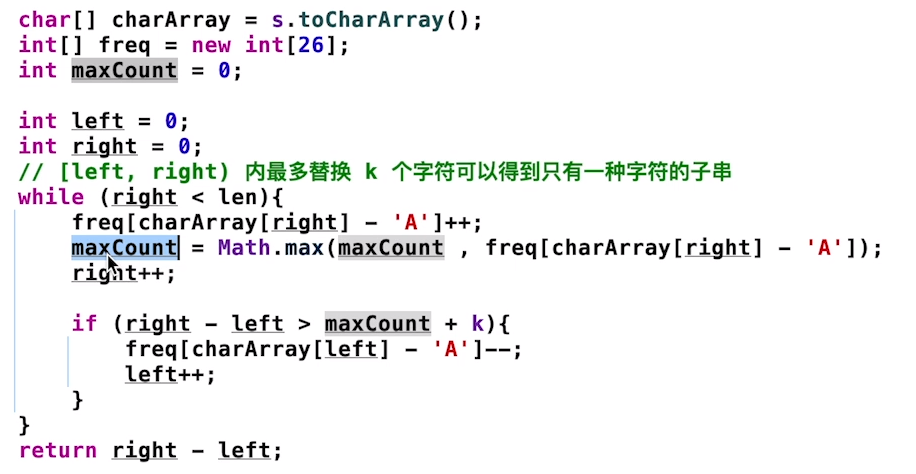 char[] charArray = s.toCharArray();
int[] freq = new int[26];
int maxCount = 0;
int left = 0;
int right = 0;
// [left, right) 内最多替换 k 个字符可以得到只有一种字符的子串
while (right < len){
freq[charArray[right] - 'A']++;
maxCount = Math.max(maxCount , freq[charArray[right] - 'A']);
right++;
if (right - left > maxCount + k){
freq[charArray[left] - 'A']--;
left++;
}
}
return right - left;